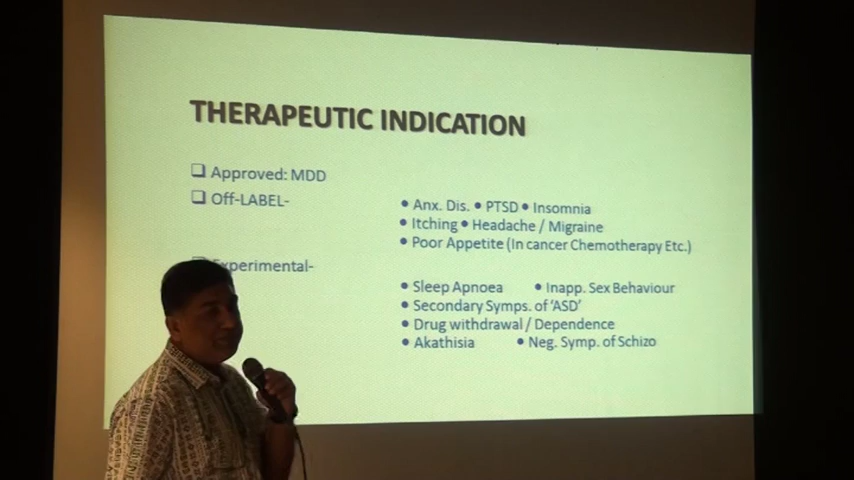 THERAPEUTIC INDICATION
❑ Approved: MDD
❑ Off-LABEL-
• Anx. Dis. • PTSD • Insomnia
• Itching • Headache / Migraine
• Poor Appetite (In cancer Chemotherapy Etc.)
❑ Experimental-
• Sleep Apnoea • Inapp. Sex Behaviour
• Secondary Symps. of ‘ASD’
• Drug withdrawal / Dependence
• Akathisia • Neg. Symp. of Schizo